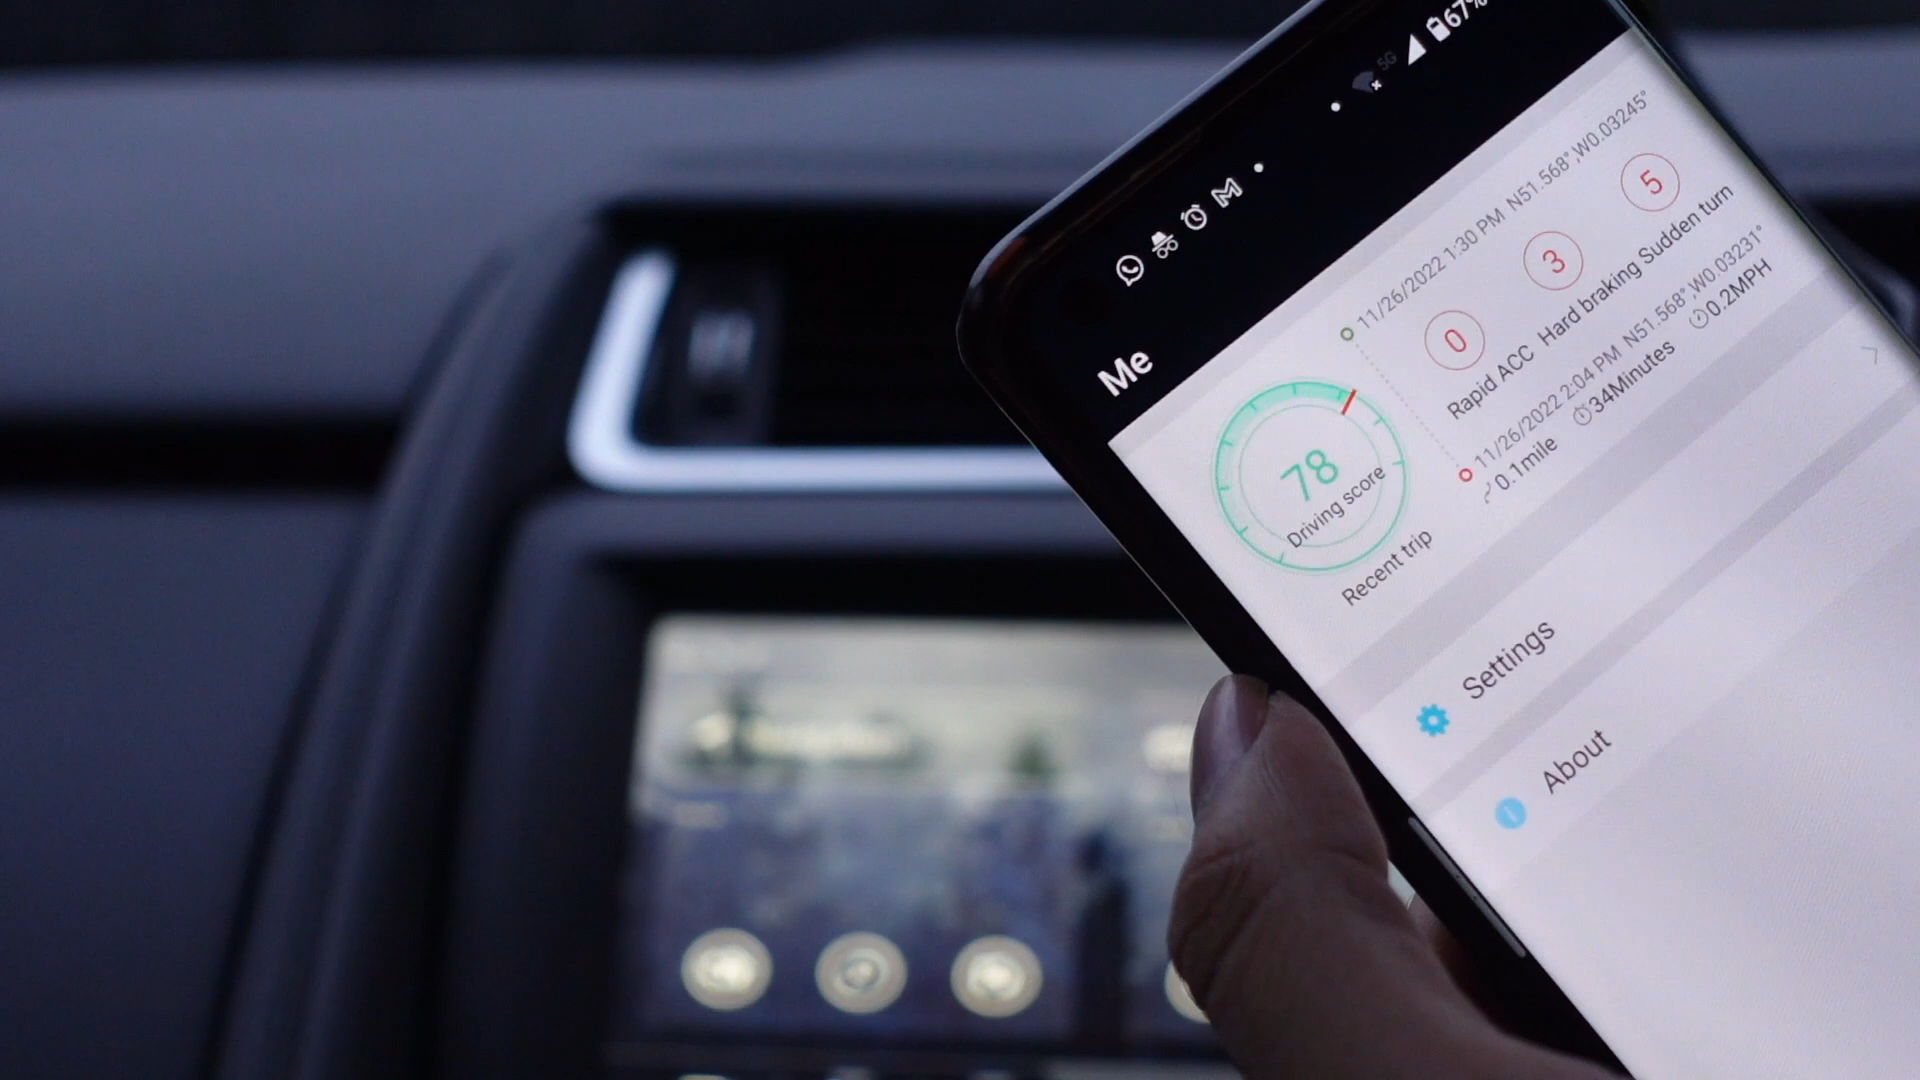 5G 67%
Me
11/26/2022 1:30 PM N51.568°,W0.03245°
0 3 5
Rapid ACC Hard braking Sudden turn
11/26/2022 2:04 PM N51.568°,W0.03231°
0.1mile 34Minutes 0.2MPH
78
Driving score
Recent trip
Settings
About